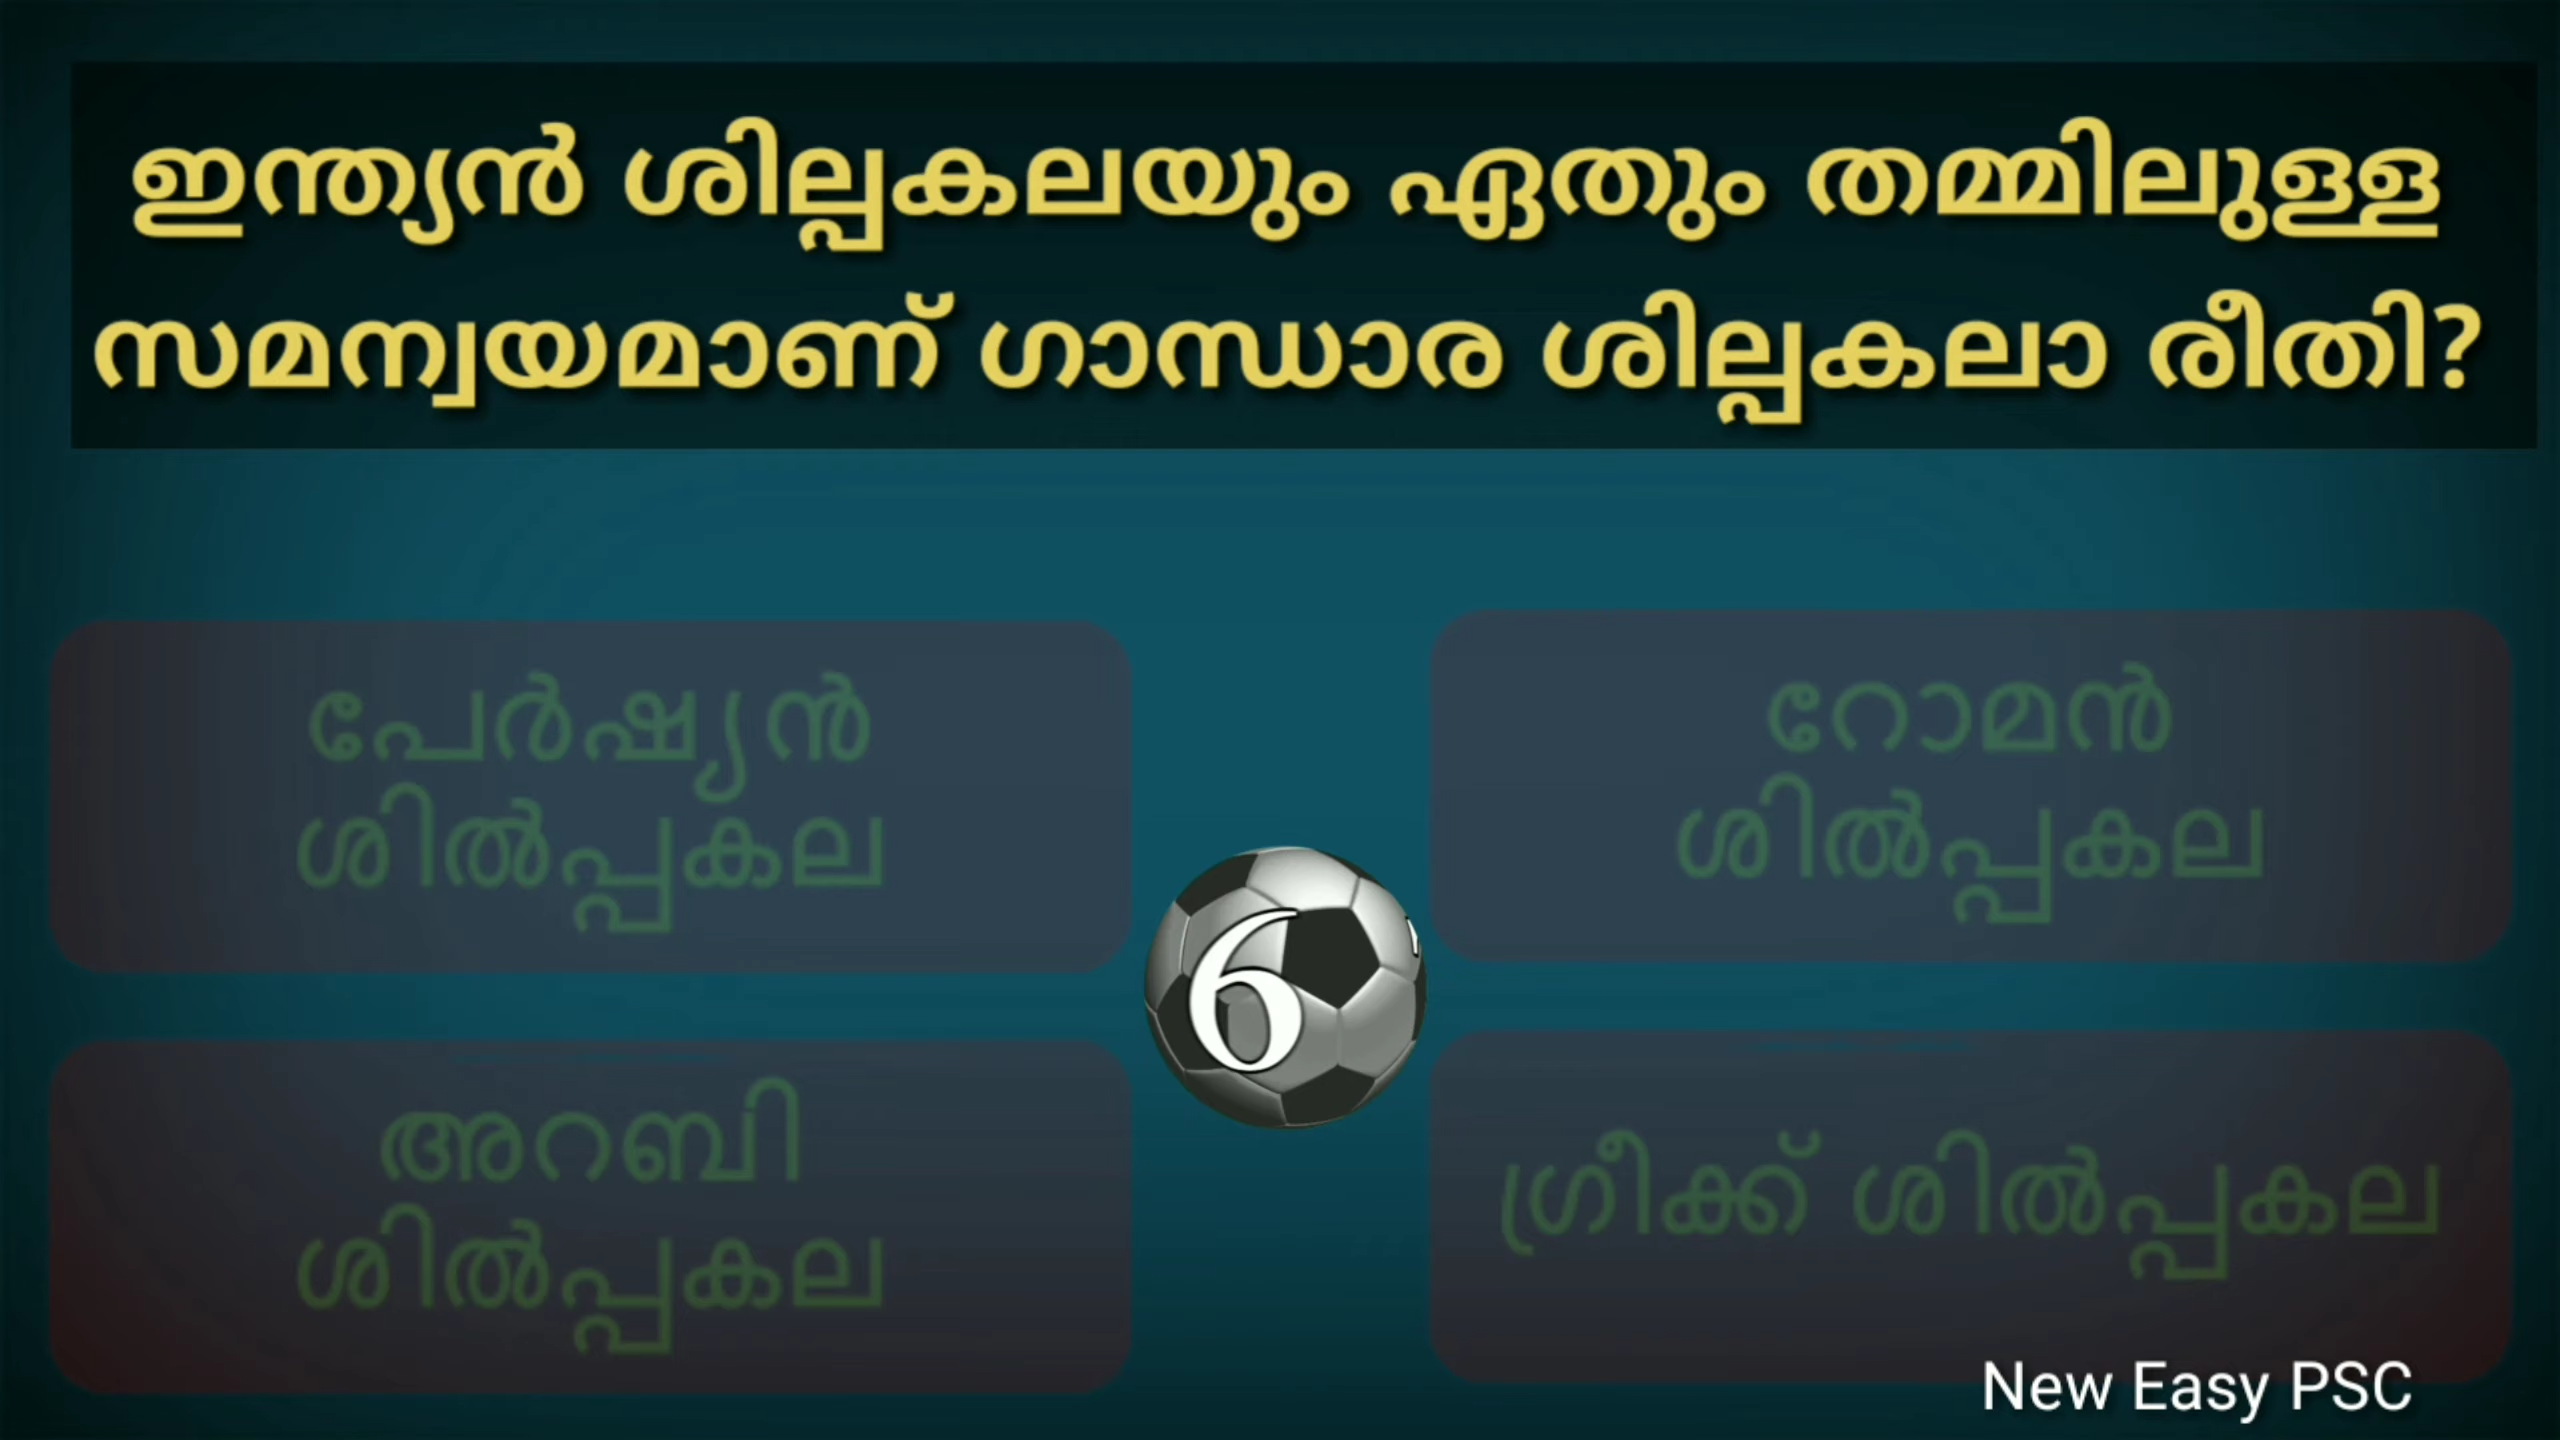 ഇന്ത്യൻ ശില്പകലയും ഏതും തമ്മിലുള്ള
സമന്വയമാണ് ഗാന്ധാര ശില്പകലാ രീതി?
പേർഷ്യൻ
ശിൽപ്പകല
റോമൻ
ശിൽപ്പകല
6
അറബി
ശിൽപ്പകല
ഗ്രീക്ക് ശിൽപ്പകല
New Easy PSC